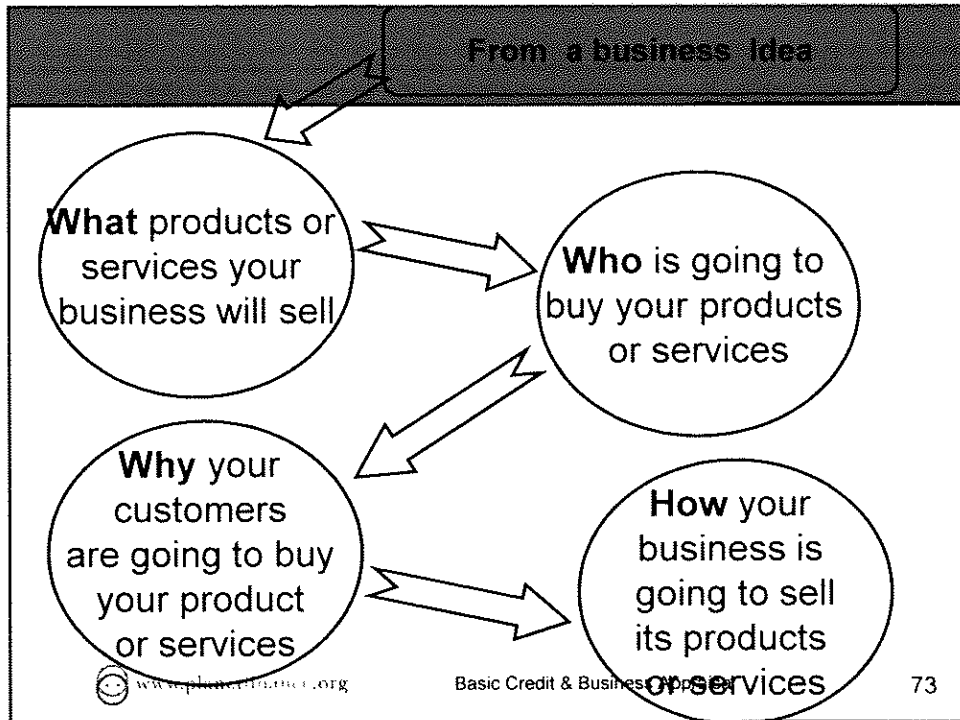 From a business Idea
What products or
services your
business will sell
Who is going to
buy your products
or services
Why your
customers
are going to buy
your product
or services
How your
business is
going to sell
its products
or services
Basic Credit & Business Appraisal
73